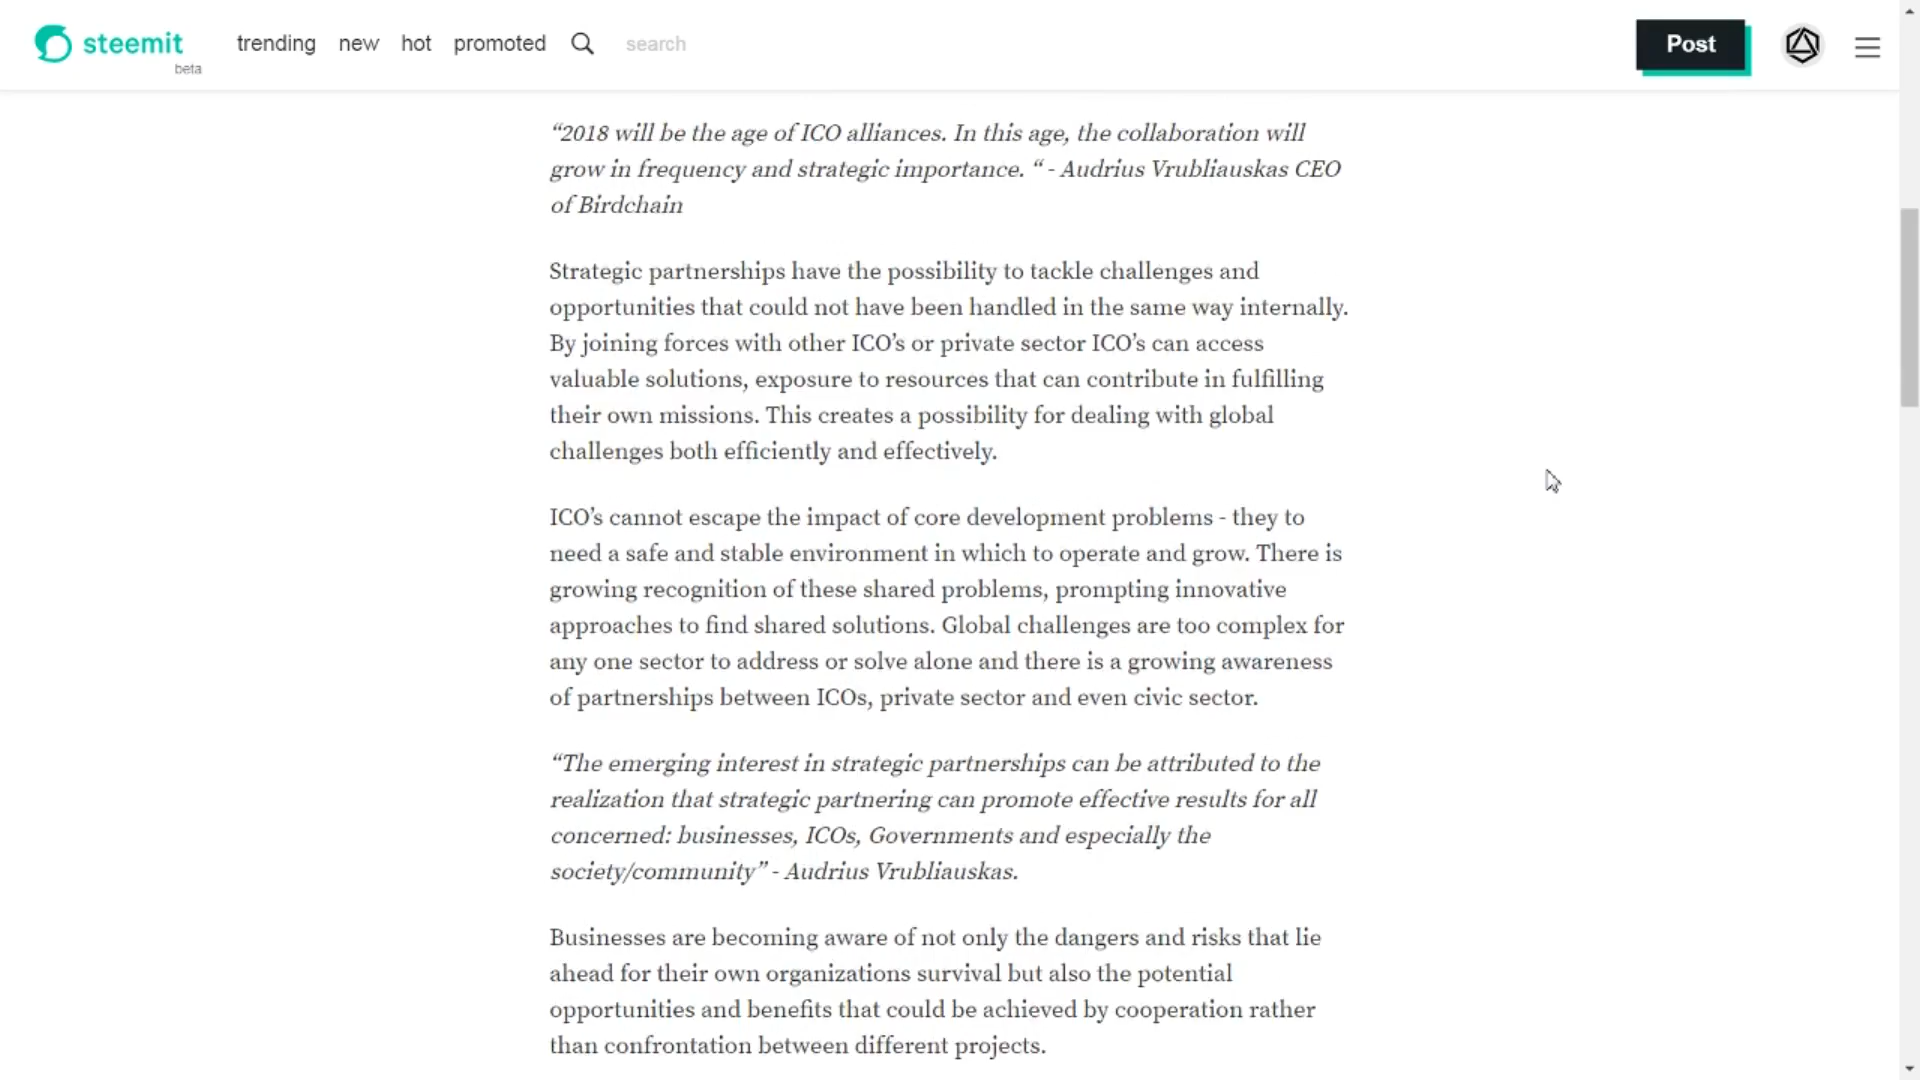 steemit
beta
trending new hot promoted search
Post
“2018 will be the age of ICO alliances. In this age, the collaboration will
grow in frequency and strategic importance. “ - Audrius Vrubliauskas CEO
of Birdchain
Strategic partnerships have the possibility to tackle challenges and
opportunities that could not have been handled in the same way internally.
By joining forces with other ICO’s or private sector ICO’s can access
valuable solutions, exposure to resources that can contribute in fulfilling
their own missions. This creates a possibility for dealing with global
challenges both efficiently and effectively.
ICO’s cannot escape the impact of core development problems - they to
need a safe and stable environment in which to operate and grow. There is
growing recognition of these shared problems, prompting innovative
approaches to find shared solutions. Global challenges are too complex for
any one sector to address or solve alone and there is a growing awareness
of partnerships between ICOs, private sector and even civic sector.
“The emerging interest in strategic partnerships can be attributed to the
realization that strategic partnering can promote effective results for all
concerned: businesses, ICOs, Governments and especially the
society/community” - Audrius Vrubliauskas.
Businesses are becoming aware of not only the dangers and risks that lie
ahead for their own organizations survival but also the potential
opportunities and benefits that could be achieved by cooperation rather
than confrontation between different projects.